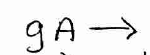 gA →